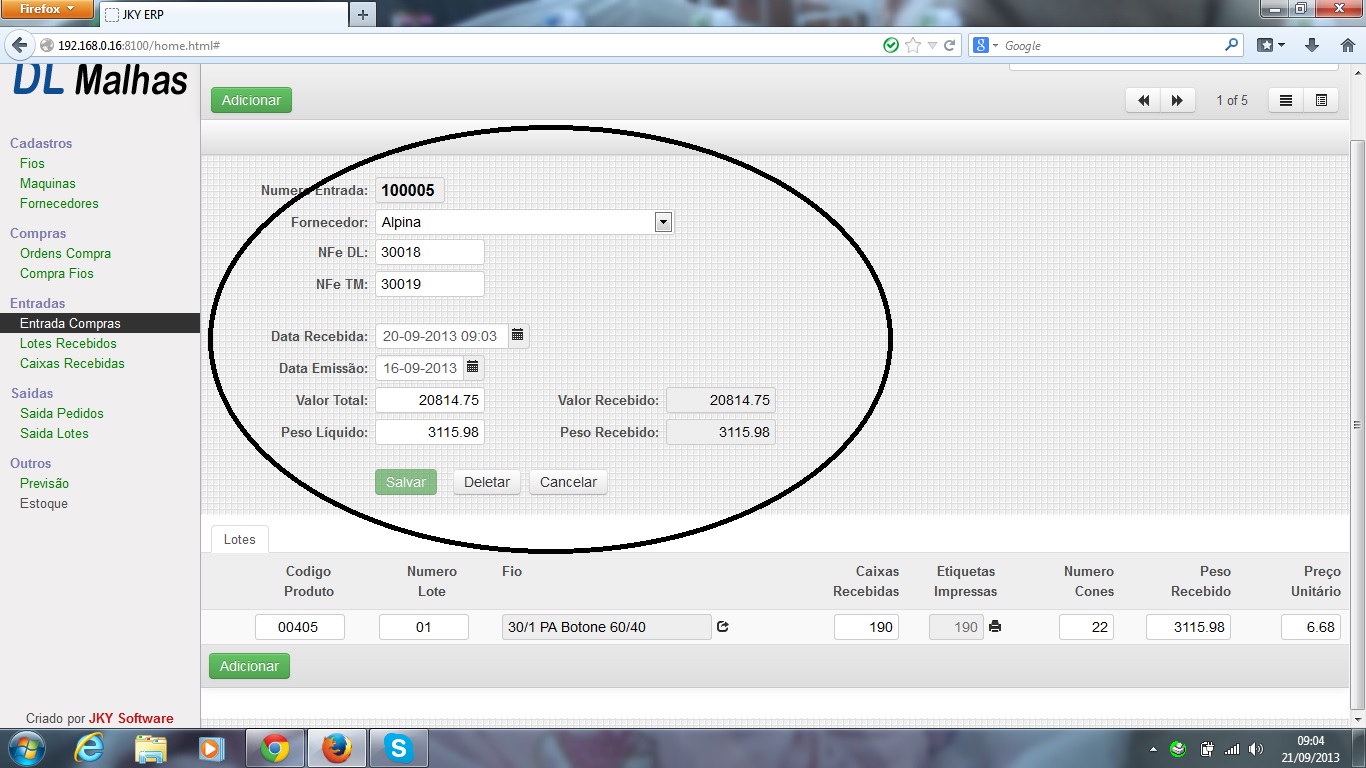 Firefox
JKY ERP
192.168.0.16:8100/home.html#
Google
DL Malhas
Adicionar
1 of 5
Cadastros
Fios
Maquinas
Fornecedores
Compras
Ordens Compra
Compra Fios
Entradas
Entrada Compras
Lotes Recebidos
Caixas Recebidas
Saidas
Saida Pedidos
Saida Lotes
Outros
Previsão
Estoque
Numero Entrada: 100005
Fornecedor: Alpina
NFe DL: 30018
NFe TM: 30019
Data Recebida: 20-09-2013 09:03
Data Emissão: 16-09-2013
Valor Total: 20814.75 Valor Recebido: 20814.75
Peso Líquido: 3115.98 Peso Recebido: 3115.98
Salvar Deletar Cancelar
Lotes
Codigo Produto Numero Lote Fio Caixas Recebidas Etiquetas Impressas Numero Cones Peso Recebido Preço Unitário
00405 01 30/1 PA Botone 60/40 190 190 22 3115.98 6.68
Adicionar
Criado por JKY Software
09:04
21/09/2013